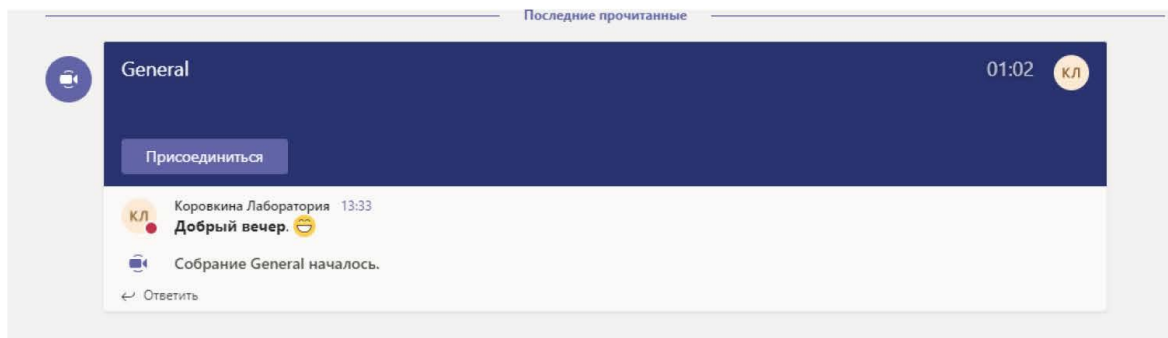 Последние прочитанные
General 01:02 КЛ
Присоединиться
КЛ Коровкина Лаборатория 13:33
Добрый вечер.
Собрание General началось.
Ответить